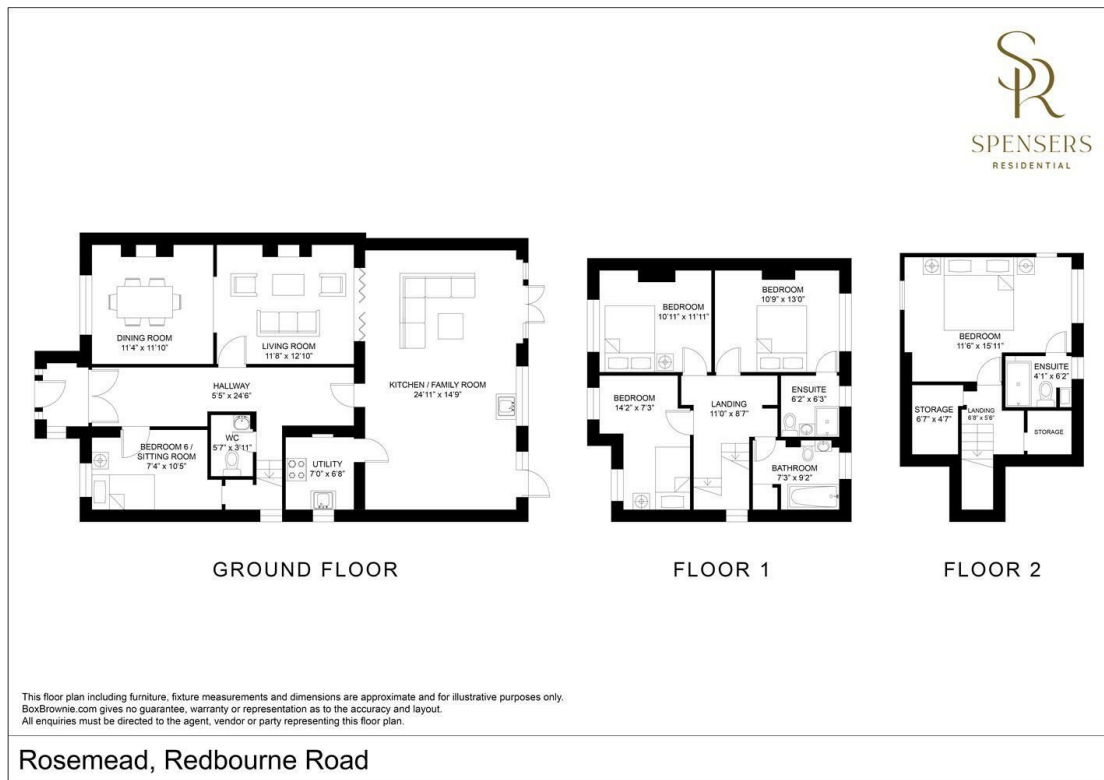 SR
SPENSERS
RESIDENTIAL
DINING ROOM
11'4" x 11'10"
LIVING ROOM
11'8" x 12'10"
HALLWAY
5'5" x 24'6"
KITCHEN / FAMILY ROOM
24'11" x 14'9"
WC
5'7" x 3'11"
BEDROOM 6 /
SITTING ROOM
7'4" x 10'5"
UTILITY
7'0" x 6'8"
GROUND FLOOR
BEDROOM
10'11" x 11'11"
BEDROOM
10'9" x 13'0"
BEDROOM
14'2" x 7'3"
LANDING
11'0" x 8'7"
ENSUITE
6'2" x 6'3"
BATHROOM
7'3" x 9'2"
FLOOR 1
BEDROOM
11'6" x 15'11"
ENSUITE
4'1" x 6'2"
STORAGE
6'7" x 4'7"
LANDING
6'8" x 5'6"
STORAGE
FLOOR 2
This floor plan including furniture, fixture measurements and dimensions are approximate and for illustrative purposes only.
BoxBrownie.com gives no guarantee, warranty or representation as to the accuracy and layout.
All enquiries must be directed to the agent, vendor or party representing this floor plan.
Rosemead, Redbourne Road